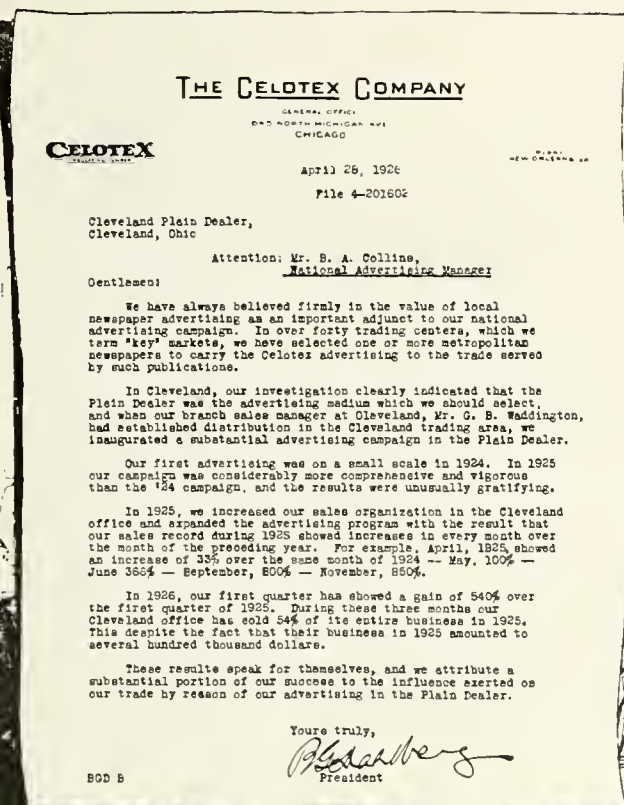 THE CELOTEX COMPANY
GENERAL OFFICE
NORTH MICHIGAN AVE
CHICAGO
CELOTEX
NEW ORLEANS LA
April 28, 1926
File 4-201602
Cleveland Plain Dealer,
Cleveland, Ohio
Attention; Mr. B. A. Collins,
National Advertising Manager
Gentlemen:
We have always believed firmly in the value of local
newspaper advertising as an important adjunct to our national
advertising campaign. In over forty trading centers, which we
term "key" markets, we have selected one or more metropolitan
newspapers to carry the Celotex advertising to the trade served
by such publications.
In Cleveland, our investigation clearly indicated that the
Plain Dealer was the advertising medium which we should select,
and when our branch sales manager at Cleveland, Mr. G. B. Waddington,
had established distribution in the Cleveland trading area, we
inaugurated a substantial advertising campaign in the Plain Dealer.
Our first advertising was on a small scale in 1924. In 1925
our campaign was considerably more comprehensive and vigorous
than the '24 campaign, and the results were unusually gratifying.
In 1925, we increased our sales organization in the Cleveland
office and expanded the advertising program with the result that
our sales record during 1925 showed increases in every month over
the month of the preceding year. For example, April, 1925, showed
an increase of 33% over the same month of 1924 -- May, 100% —
June 366% — September, 800% — November, 850%.
In 1926, our first quarter has showed a gain of 540% over
the first quarter of 1925. During these three months our
Cleveland office has sold 54% of its entire business in 1925.
This despite the fact that their business in 1925 amounted to
several hundred thousand dollars.
These results speak for themselves, and we attribute a
substantial portion of our success to the influence exerted on
our trade by reason of our advertising in the Plain Dealer.
Yours truly,
BGDahlberg
President
BGD B